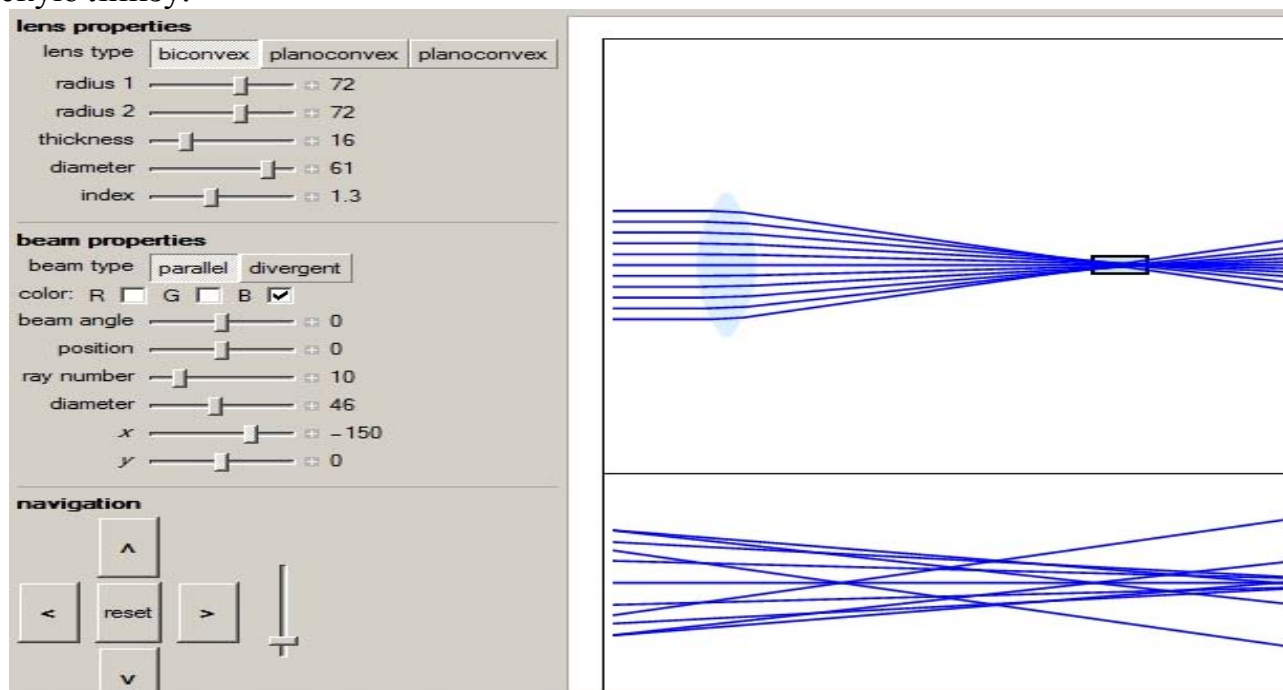 lens properties
lens type biconvex planoconvex planoconvex
radius 1 72
radius 2 72
thickness 16
diameter 61
index 1.3
beam properties
beam type parallel divergent
color: R G B
beam angle 0
position 0
ray number 10
diameter 46
x -150
y 0
navigation
^
< reset >
v